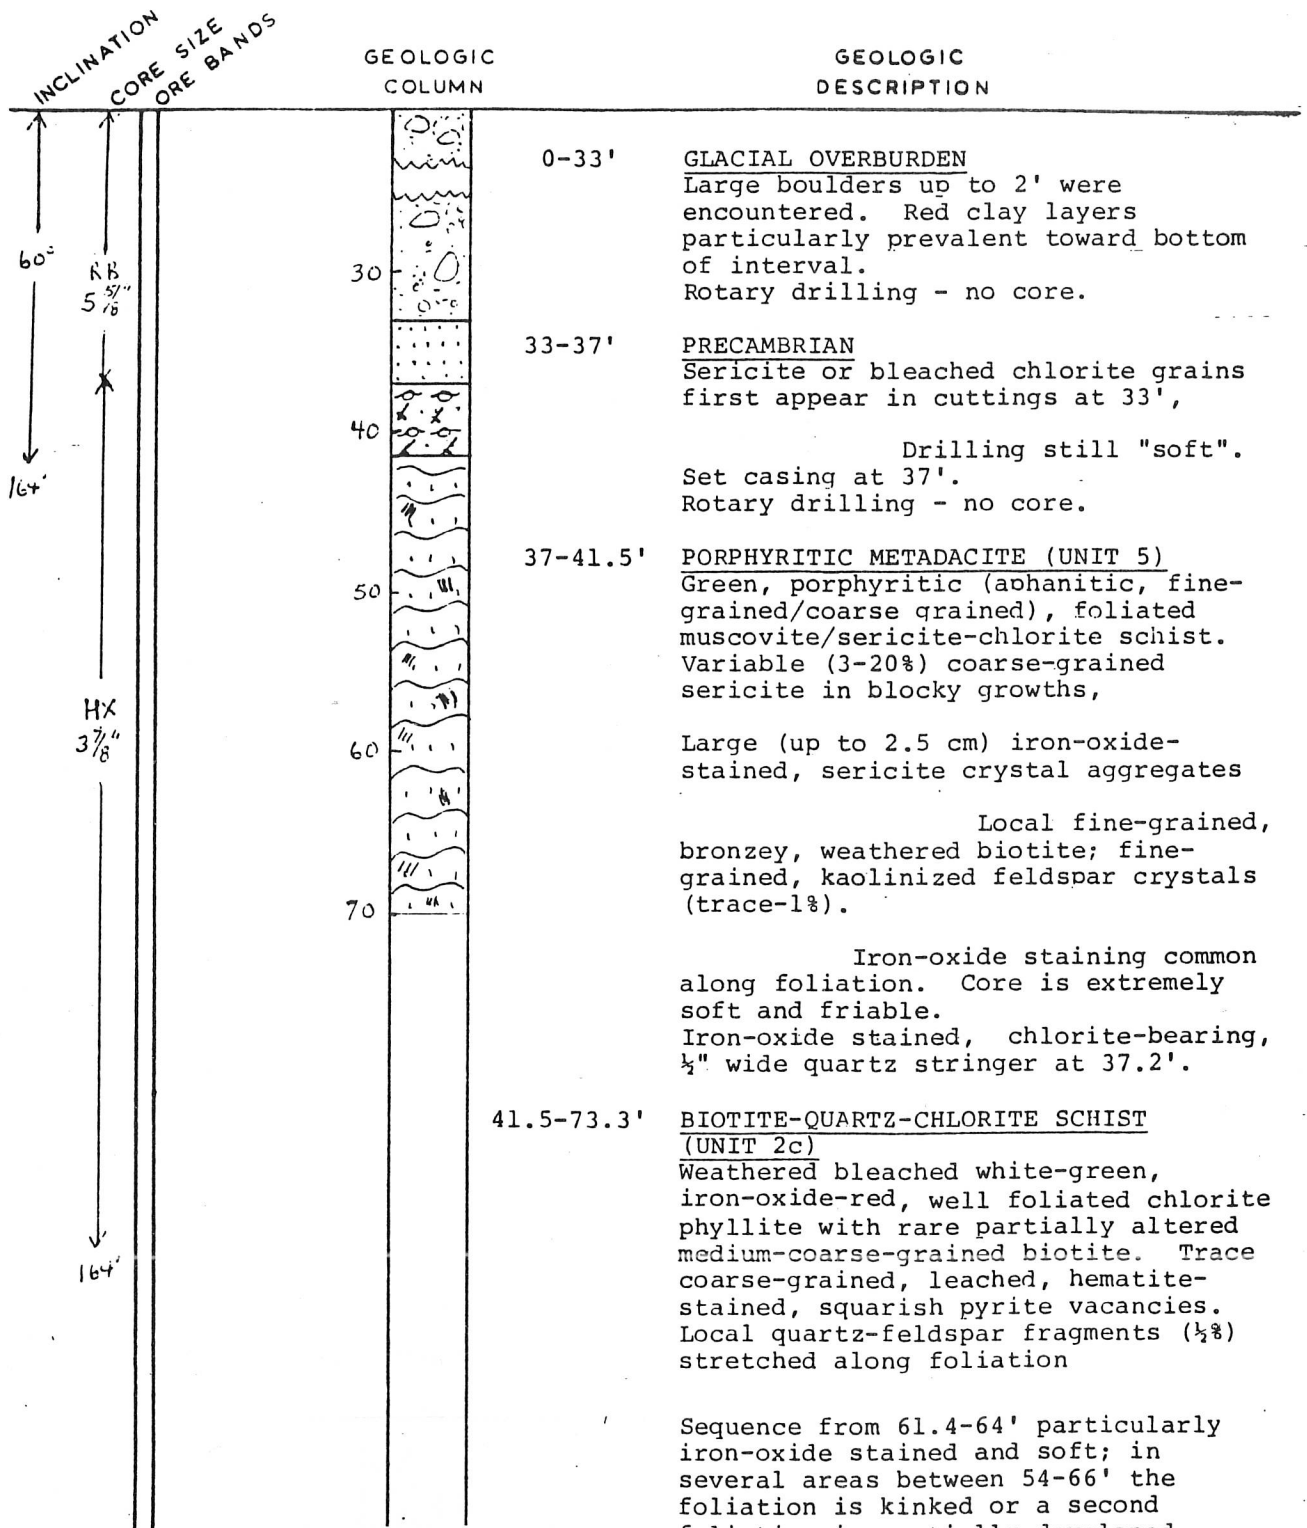 INCLINATION
CORE SIZE
ORE BANDS
GEOLOGIC
COLUMN
GEOLOGIC
DESCRIPTION
60°
164'
RB
5 5/8"
HX
3 7/8"
164'
30
40
50
60
70
0-33'
GLACIAL OVERBURDEN
Large boulders up to 2' were
encountered. Red clay layers
particularly prevalent toward bottom
of interval.
Rotary drilling - no core.
33-37'
PRECAMBRIAN
Sericite or bleached chlorite grains
first appear in cuttings at 33',
Drilling still "soft".
Set casing at 37'.
Rotary drilling - no core.
37-41.5'
PORPHYRITIC METADACITE (UNIT 5)
Green, porphyritic (aphanitic, fine-
grained/coarse grained), foliated
muscovite/sericite-chlorite schist.
Variable (3-20%) coarse-grained
sericite in blocky growths,
Large (up to 2.5 cm) iron-oxide-
stained, sericite crystal aggregates
Local fine-grained,
bronzey, weathered biotite; fine-
grained, kaolinized feldspar crystals
(trace-1%).
Iron-oxide staining common
along foliation. Core is extremely
soft and friable.
Iron-oxide stained, chlorite-bearing,
½" wide quartz stringer at 37.2'.
41.5-73.3'
BIOTITE-QUARTZ-CHLORITE SCHIST
(UNIT 2c)
Weathered bleached white-green,
iron-oxide-red, well foliated chlorite
phyllite with rare partially altered
medium-coarse-grained biotite. Trace
coarse-grained, leached, hematite-
stained, squarish pyrite vacancies.
Local quartz-feldspar fragments (½%)
stretched along foliation
Sequence from 61.4-64' particularly
iron-oxide stained and soft; in
several areas between 54-66' the
foliation is kinked or a second